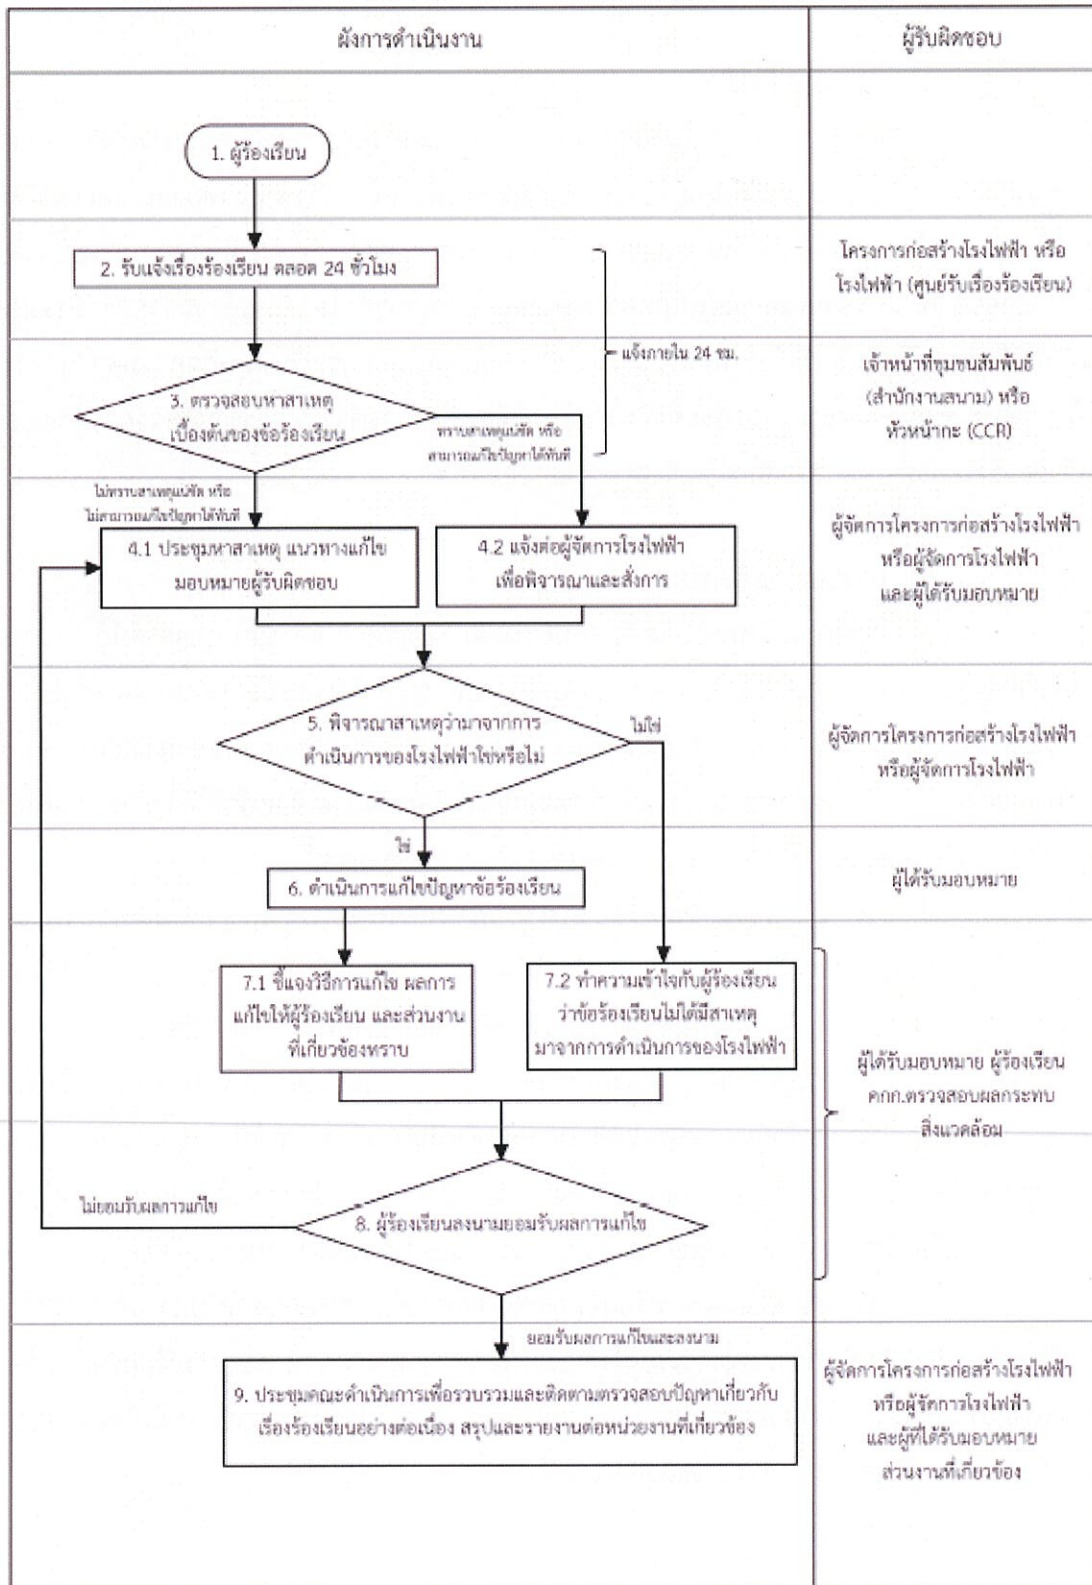 ผังการดำเนินงาน
ผู้รับผิดชอบ
1. ผู้ร้องเรียน
2. รับแจ้งเรื่องร้องเรียน ตลอด 24 ชั่วโมง
โครงการก่อสร้างโรงไฟฟ้า หรือ
โรงไฟฟ้า (ศูนย์รับเรื่องร้องเรียน)
แจ้งภายใน 24 ชม.
3. ตรวจสอบหาสาเหตุ
เบื้องต้นของข้อร้องเรียน
เจ้าหน้าที่ชุมชนสัมพันธ์
(สำนักงานสนาม) หรือ
หัวหน้ากะ (CCR)
ทราบสาเหตุแน่ชัด หรือ
สามารถแก้ไขปัญหาได้ทันที
ไม่ทราบสาเหตุแน่ชัด หรือ
ไม่สามารถแก้ไขปัญหาได้ทันที
4.1 ประชุมหาสาเหตุ แนวทางแก้ไข
มอบหมายผู้รับผิดชอบ
4.2 แจ้งต่อผู้จัดการโรงไฟฟ้า
เพื่อพิจารณาและสั่งการ
ผู้จัดการโครงการก่อสร้างโรงไฟฟ้า
หรือผู้จัดการโรงไฟฟ้า
และผู้ได้รับมอบหมาย
5. พิจารณาสาเหตุว่ามาจากการ
ดำเนินการของโรงไฟฟ้าใช่หรือไม่
ไม่ใช่
ผู้จัดการโครงการก่อสร้างโรงไฟฟ้า
หรือผู้จัดการโรงไฟฟ้า
ใช่
6. ดำเนินการแก้ไขปัญหาข้อร้องเรียน
ผู้ได้รับมอบหมาย
7.1 ชี้แจงวิธีการแก้ไข ผลการ
แก้ไขให้ผู้ร้องเรียน และส่วนงาน
ที่เกี่ยวข้องทราบ
7.2 ทำความเข้าใจกับผู้ร้องเรียน
ว่าข้อร้องเรียนไม่ได้มีสาเหตุ
มาจากการดำเนินการของโรงไฟฟ้า
ผู้ได้รับมอบหมาย ผู้ร้องเรียน
คกก.ตรวจสอบผลกระทบ
สิ่งแวดล้อม
ไม่ยอมรับผลการแก้ไข
8. ผู้ร้องเรียนลงนามยอมรับผลการแก้ไข
ยอมรับผลการแก้ไขและลงนาม
9. ประชุมคณะดำเนินการเพื่อรวบรวมและติดตามตรวจสอบปัญหาเกี่ยวกับ
เรื่องร้องเรียนอย่างต่อเนื่อง สรุปและรายงานต่อหน่วยงานที่เกี่ยวข้อง
ผู้จัดการโครงการก่อสร้างโรงไฟฟ้า
หรือผู้จัดการโรงไฟฟ้า
และผู้ที่ได้รับมอบหมาย
ส่วนงานที่เกี่ยวข้อง